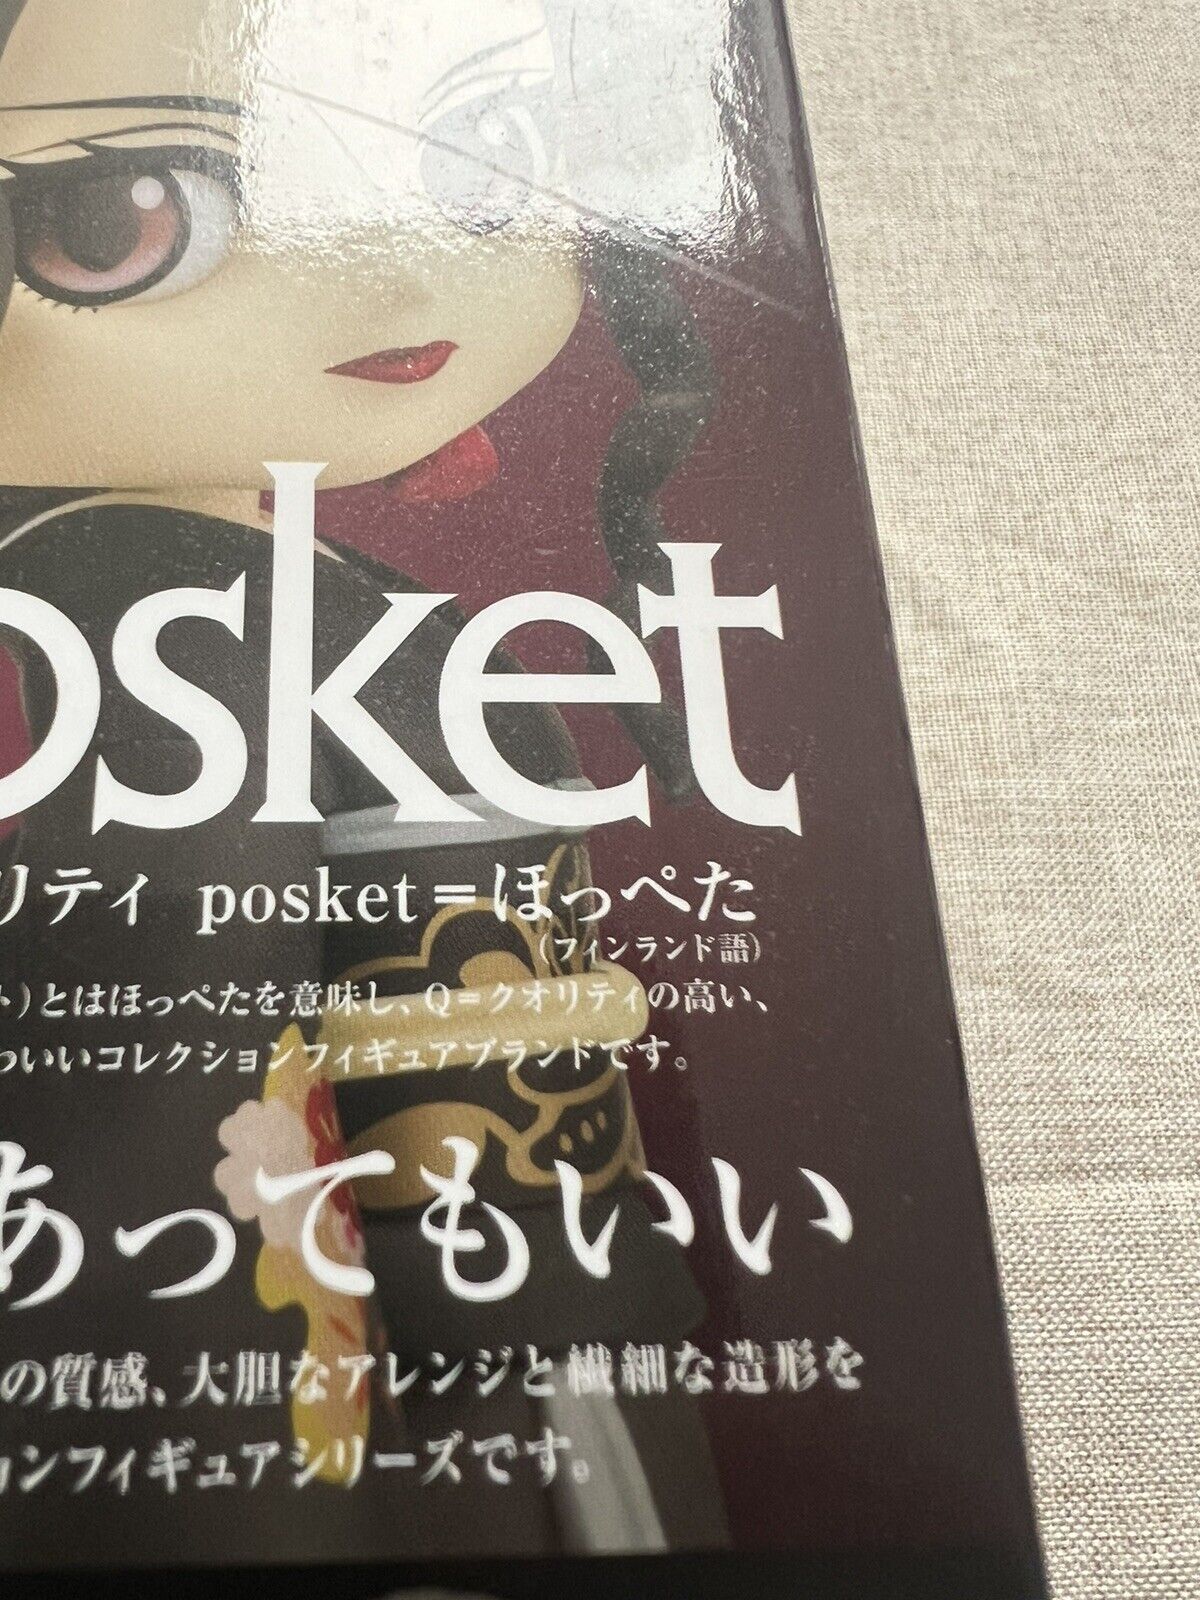 posket
リティ posket=ほっぺた
(フィンランド語)
ト)とはほっぺたを意味し、Q=クオリティの高い、
わいいコレクションフィギュアブランドです。
あってもいい
の質感、大胆なアレンジと繊細な造形を
ョンフィギュアシリーズです。